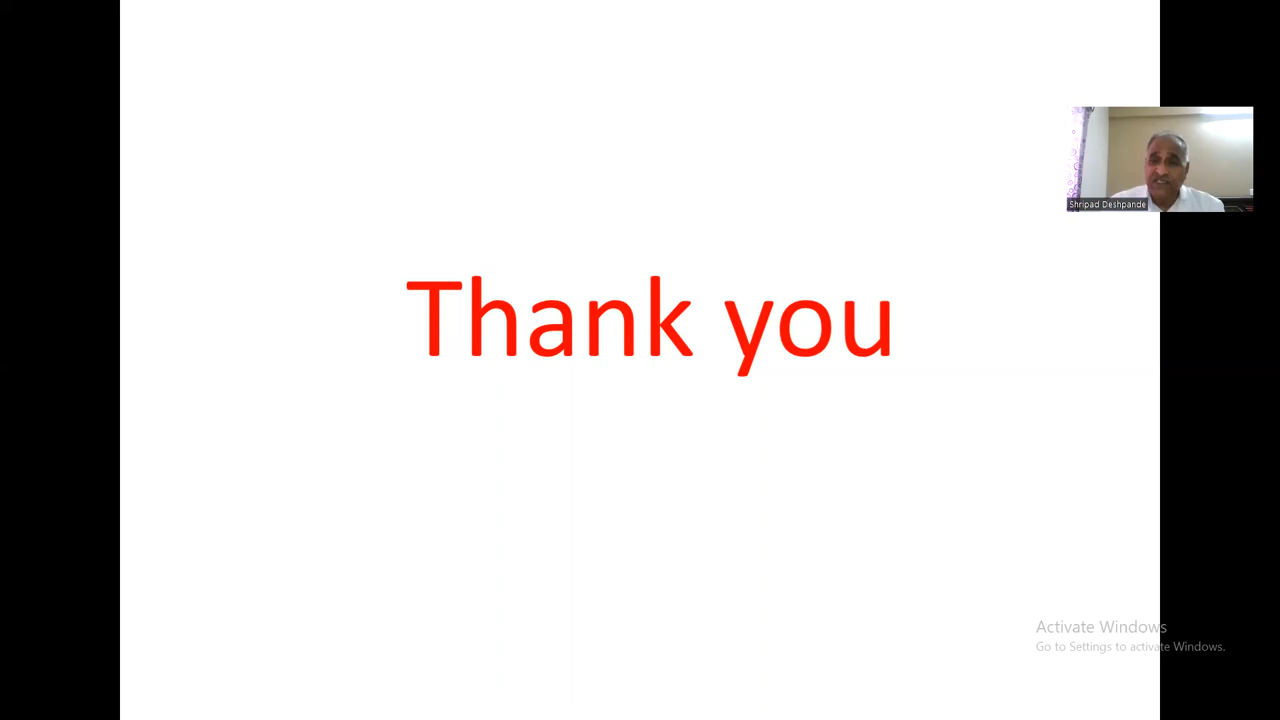 Shripad Deshpande
Thank you
Activate Windows
Go to Settings to activate Windows.